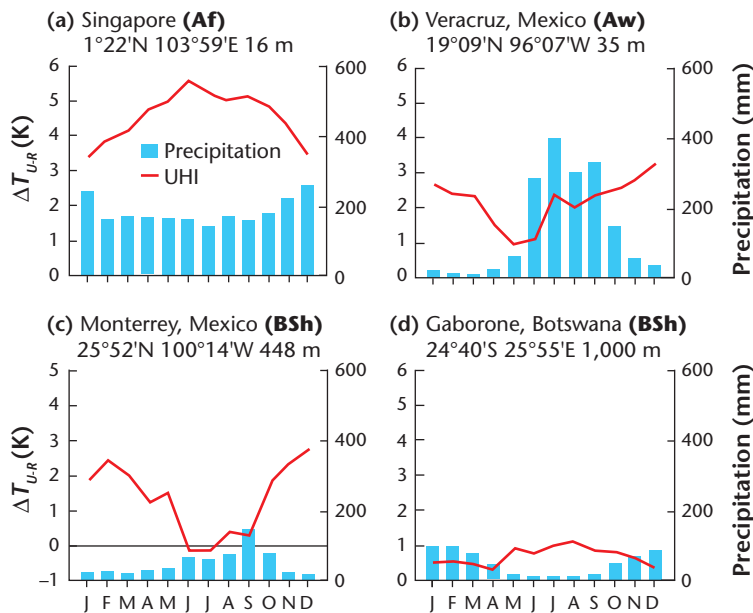 (a) Singapore (Af)
1°22'N 103°59'E 16 m
6
5
4
3
2
1
0
600
400
200
0
ΔT U-R (K)
Precipitation
UHI
J F M A M J J A S O N D
(b) Veracruz, Mexico (Aw)
19°09'N 96°07'W 35 m
6
5
4
3
2
1
0
600
400
200
0
Precipitation (mm)
J F M A M J J A S O N D
(c) Monterrey, Mexico (BSh)
25°52'N 100°14'W 448 m
5
4
3
2
1
0
−1
600
400
200
0
ΔT U-R (K)
J F M A M J J A S O N D
(d) Gaborone, Botswana (BSh)
24°40'S 25°55'E 1,000 m
6
5
4
3
2
1
0
600
400
200
0
Precipitation (mm)
J F M A M J J A S O N D